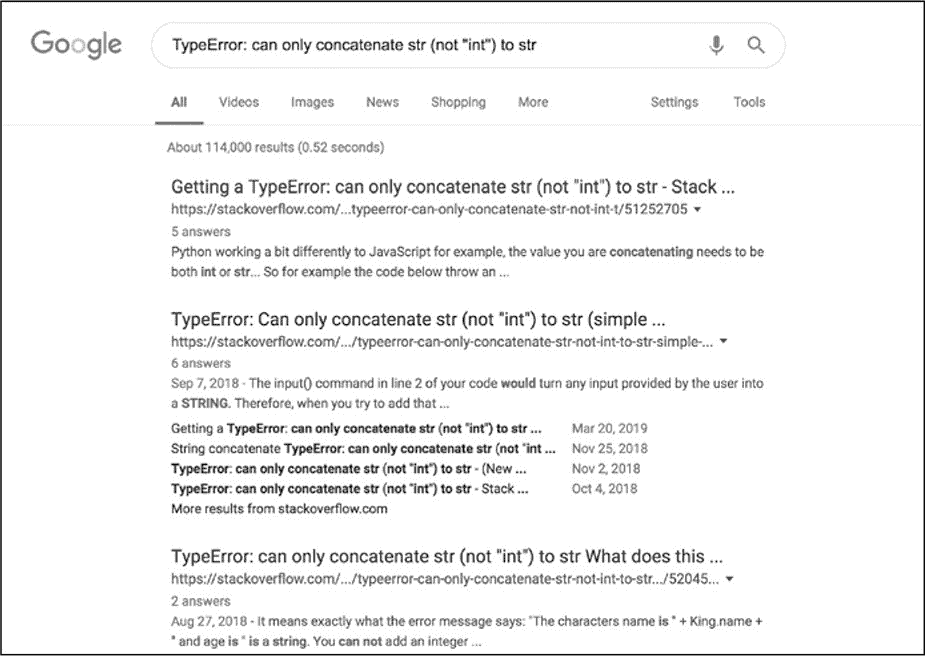 Google
TypeError: can only concatenate str (not "int") to str
All Videos Images News Shopping More Settings Tools
About 114,000 results (0.52 seconds)
Getting a TypeError: can only concatenate str (not "int") to str - Stack ...
https://stackoverflow.com/...typeerror-can-only-concatenate-str-not-int-t/51252705
5 answers
Python working a bit differently to JavaScript for example, the value you are concatenating needs to be
both int or str... So for example the code below throw an ...
TypeError: Can only concatenate str (not "int") to str (simple ...
https://stackoverflow.com/.../typeerror-can-only-concatenate-str-not-int-to-str-simple-...
6 answers
Sep 7, 2018 - The input() command in line 2 of your code would turn any input provided by the user into
a STRING. Therefore, when you try to add that ...
Getting a TypeError: can only concatenate str (not "int") to str ... Mar 20, 2019
String concatenate TypeError: can only concatenate str (not "int ... Nov 25, 2018
TypeError: can only concatenate str (not "int") to str - (New ... Nov 2, 2018
TypeError: can only concatenate str (not "int") to str - Stack ... Oct 4, 2018
More results from stackoverflow.com
TypeError: can only concatenate str (not "int") to str What does this ...
https://stackoverflow.com/.../typeerror-can-only-concatenate-str-not-int-to-str.../52045...
2 answers
Aug 27, 2018 - It means exactly what the error message says: "The characters name is " + King.name +
" and age is " is a string. You can not add an integer ...